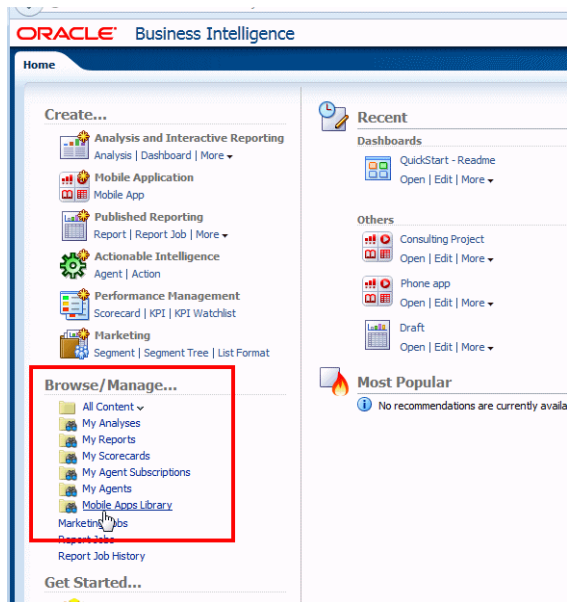 ORACLE Business Intelligence
Home
Create...
Analysis and Interactive Reporting
Analysis | Dashboard | More
Mobile Application
Mobile App
Published Reporting
Report | Report Job | More
Actionable Intelligence
Agent | Action
Performance Management
Scorecard | KPI | KPI Watchlist
Marketing
Segment | Segment Tree | List Format
Browse/Manage...
All Content
My Analyses
My Reports
My Scorecards
My Agent Subscriptions
My Agents
Mobile Apps Library
Marketing Jobs
Report Jobs
Report Job History
Get Started...
Recent
Dashboards
QuickStart - Readme
Open | Edit | More
Others
Consulting Project
Open | Edit | More
Phone app
Open | Edit | More
Draft
Open | Edit | More
Most Popular
No recommendations are currently availa